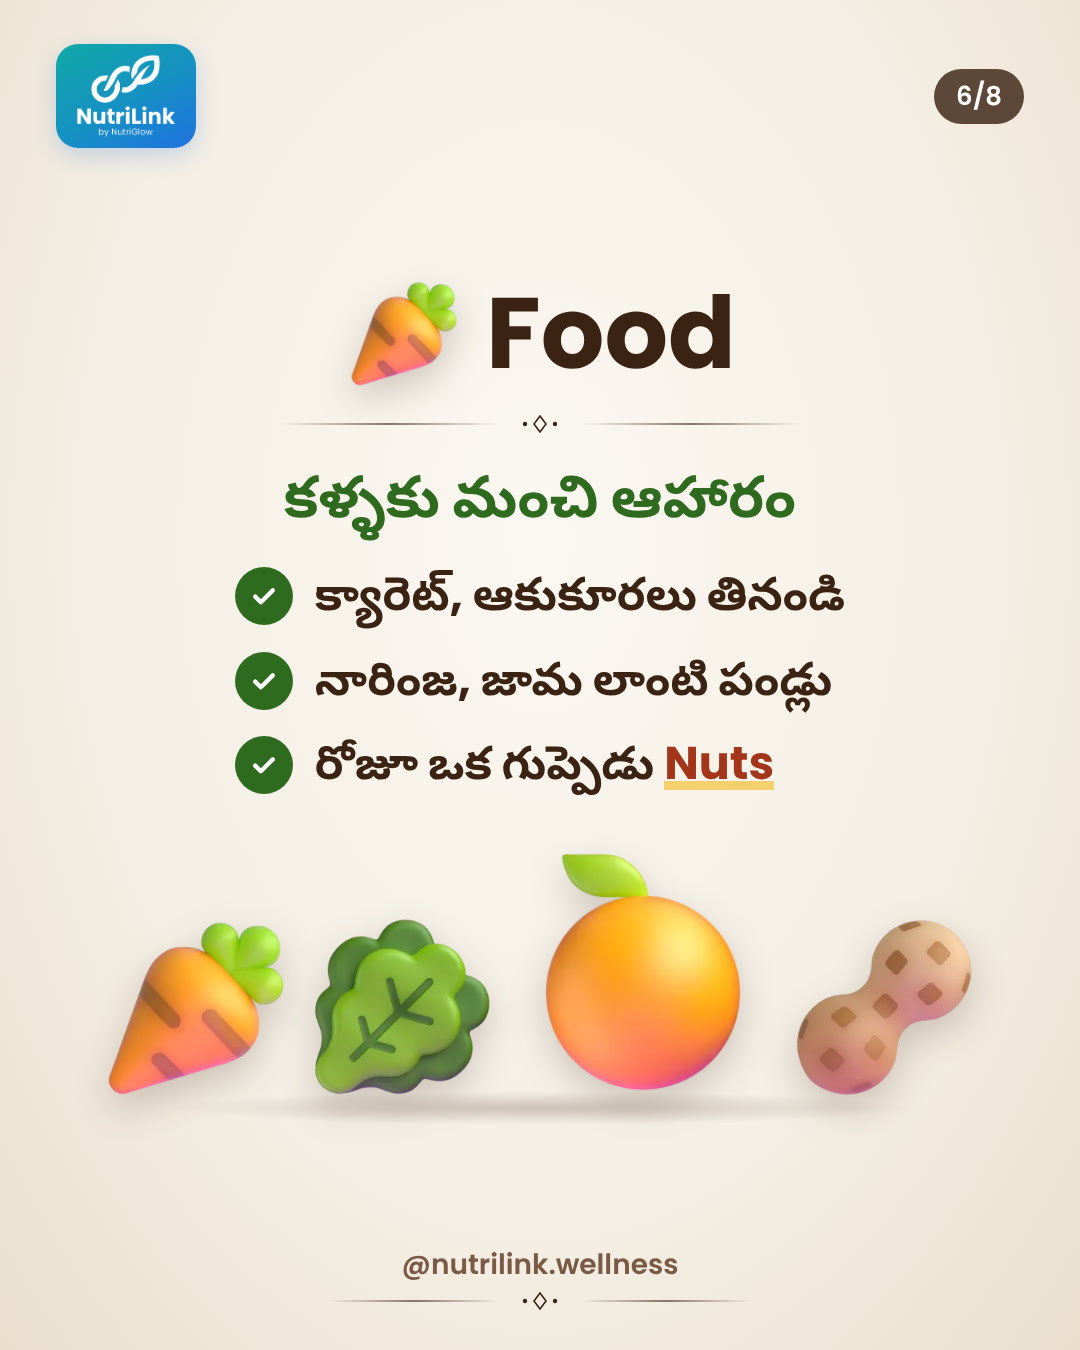 NutriLink
by NutriGlow
6/8
Food
కళ్ళకు మంచి ఆహారం
క్యారెట్, ఆకుకూరలు తినండి
నారింజ, జామ లాంటి పండ్లు
రోజూ ఒక గుప్పెడు Nuts
@nutrilink.wellness